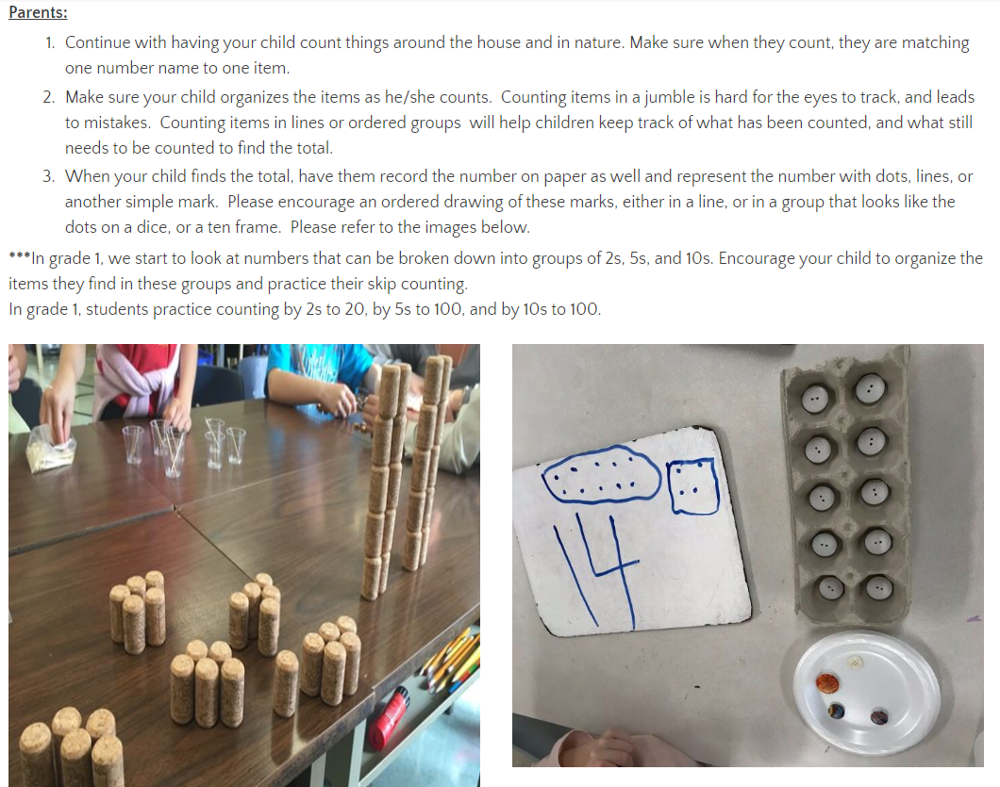 Parents:
1. Continue with having your child count things around the house and in nature. Make sure when they count, they are matching
one number name to one item.
2. Make sure your child organizes the items as he/she counts.  Counting items in a jumble is hard for the eyes to track, and leads
to mistakes.  Counting items in lines or ordered groups  will help children keep track of what has been counted, and what still
needs to be counted to find the total.
3. When your child finds the total, have them record the number on paper as well and represent the number with dots, lines, or
another simple mark.  Please encourage an ordered drawing of these marks, either in a line, or in a group that looks like the
dots on a dice, or a ten frame.  Please refer to the images below.
***In grade 1, we start to look at numbers that can be broken down into groups of 2s, 5s, and 10s. Encourage your child to organize the
items they find in these groups and practice their skip counting.
In grade 1, students practice counting by 2s to 20, by 5s to 100, and by 10s to 100.
14